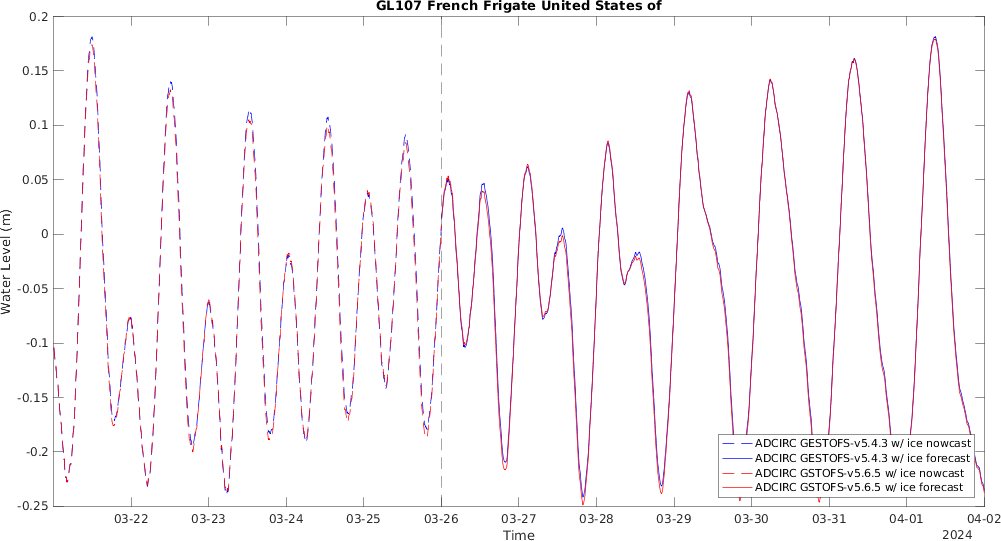 GL107 French Frigate United States of
0.2
0.15
0.1
0.05
0
-0.05
-0.1
-0.15
-0.2
-0.25
Water Level (m)
ADCIRC GESTOFS-v5.4.3 w/ ice nowcast
ADCIRC GESTOFS-v5.4.3 w/ ice forecast
ADCIRC GSTOFS-v5.6.5 w/ ice nowcast
ADCIRC GSTOFS-v5.6.5 w/ ice forecast
03-22 03-23 03-24 03-25 03-26 03-27 03-28 03-29 03-30 03-31 04-01 04-02
Time
2024